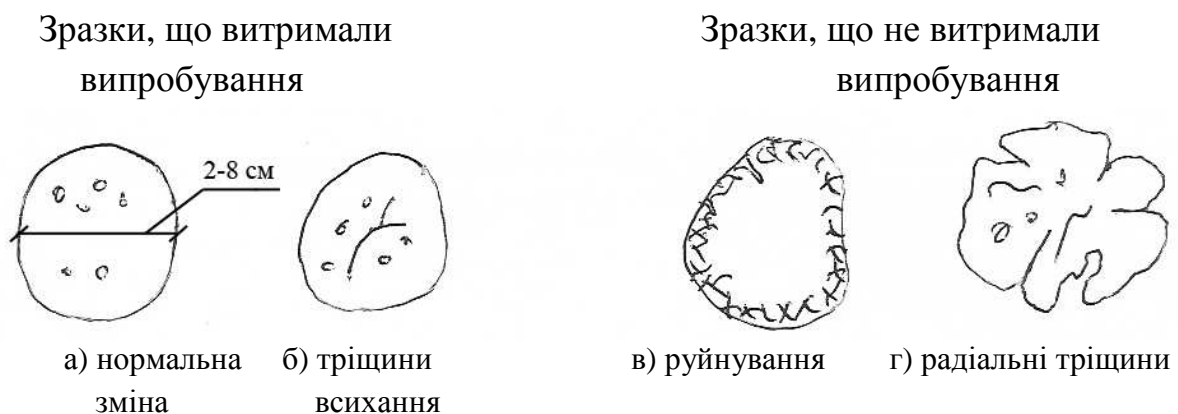 Зразки, що витримали
випробування
Зразки, що не витримали
випробування
2-8 см
а) нормальна
зміна
б) тріщини
всихання
в) руйнування
г) радіальні тріщини